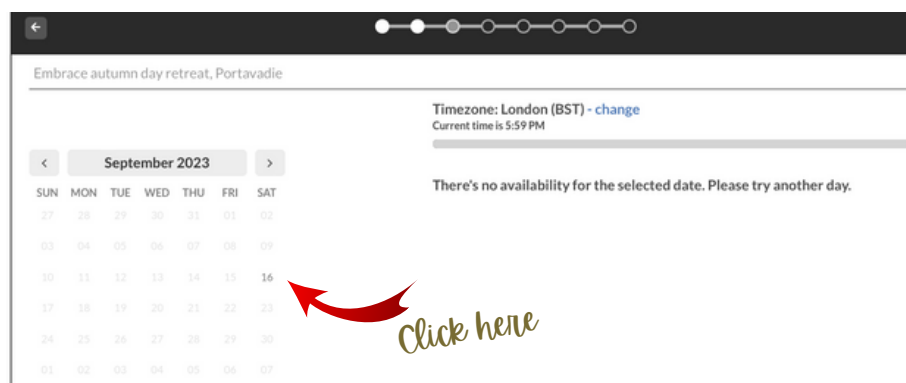 Embrace autumn day retreat, Portavadie
Timezone: London (BST) - change
Current time is 5:59 PM
< September 2023 >
SUN MON TUE WED THU FRI SAT
27 28 29 30 31 01 02
03 04 05 06 07 08 09
10 11 12 13 14 15 16
17 18 19 20 21 22 23
24 25 26 27 28 29 30
01 02 03 04 05 06 07
There's no availability for the selected date. Please try another day.
Click here